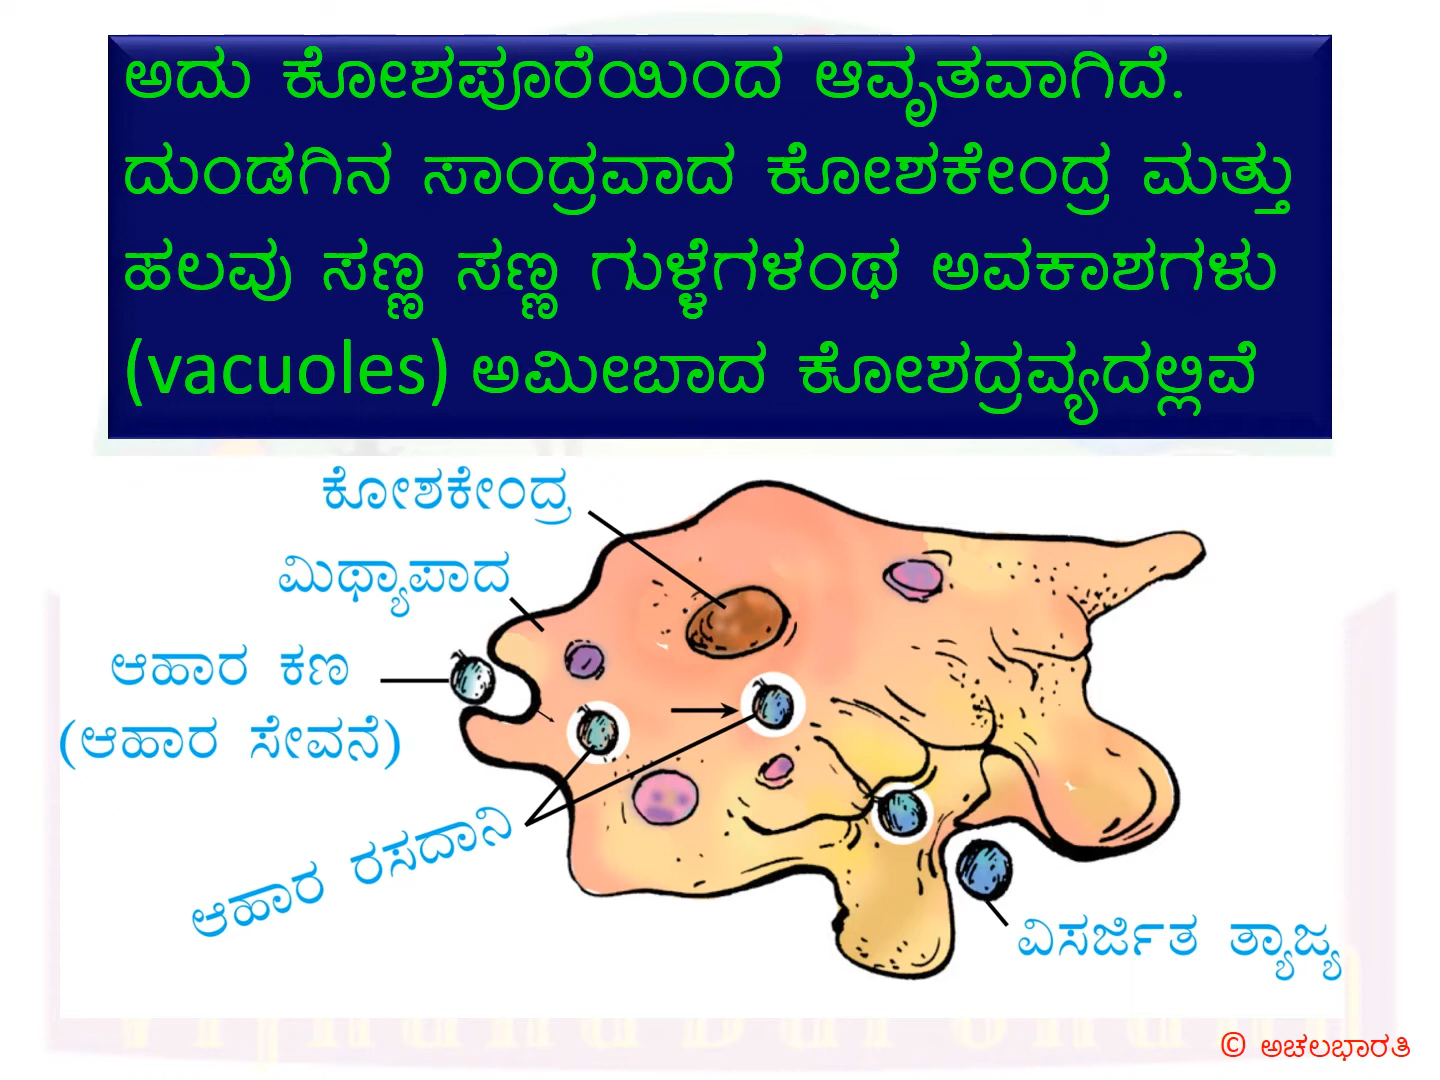 ಅದು ಕೋಶಪೂರೆಯಿಂದ ಆವೃತವಾಗಿದೆ.
ದುಂಡಗಿನ ಸಾಂದ್ರವಾದ ಕೋಶಕೇಂದ್ರ ಮತ್ತು
ಹಲವು ಸಣ್ಣ ಸಣ್ಣ ಗುಳ್ಳೆಗಳಂಥ ಅವಕಾಶಗಳು
(vacuoles) ಅಮೀಬಾದ ಕೋಶದ್ರವ್ಯದಲ್ಲಿವೆ
ಕೋಶಕೇಂದ್ರ
ಮಿಥ್ಯಾಪಾದ
ಆಹಾರ ಕಣ
(ಆಹಾರ ಸೇವನೆ)
ಆಹಾರ ರಸದಾನಿ
ವಿಸರ್ಜಿತ ತ್ಯಾಜ್ಯ
© ಅಚಲಭಾರತಿ